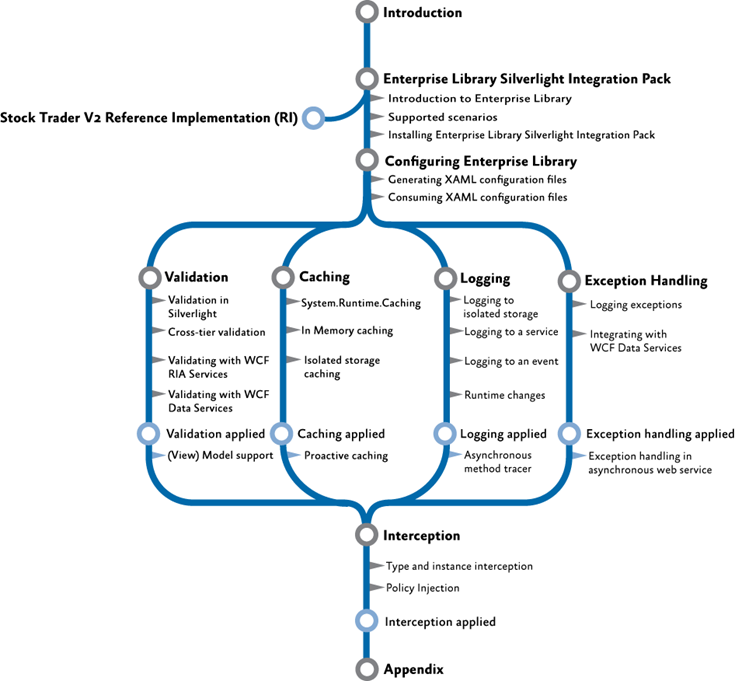 Introduction
Enterprise Library Silverlight Integration Pack
Introduction to Enterprise Library
Stock Trader V2 Reference Implementation (RI)
Supported scenarios
Installing Enterprise Library Silverlight Integration Pack
Configuring Enterprise Library
Generating XAML configuration files
Consuming XAML configuration files
Validation
Validation in
Silverlight
Cross-tier validation
Validating with WCF
RIA Services
Validating with WCF
Data Services
Validation applied
(View) Model support
Caching
System.Runtime.Caching
In Memory caching
Isolated storage
caching
Caching applied
Proactive caching
Logging
Logging to
isolated storage
Logging to a service
Logging to an event
Runtime changes
Logging applied
Asynchronous
method tracer
Exception Handling
Logging exceptions
Integrating with
WCF Data Services
Exception handling applied
Exception handling in
asynchronous web service
Interception
Type and instance interception
Policy Injection
Interception applied
Appendix